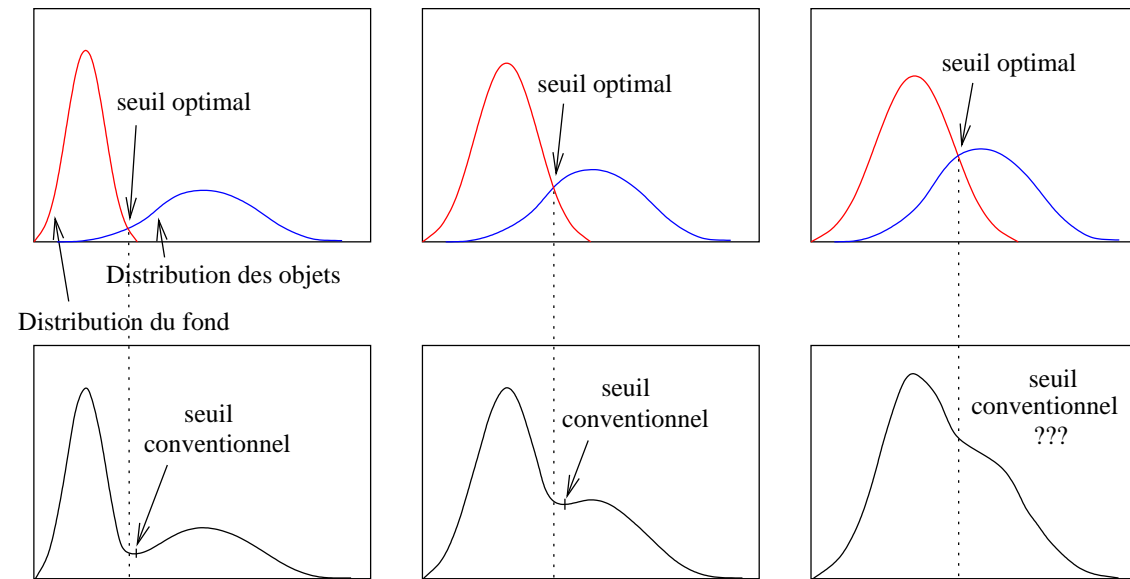 seuil optimal
seuil optimal
seuil optimal
Distribution des objets
Distribution du fond
seuil
conventionnel
seuil
conventionnel
seuil
conventionnel
???